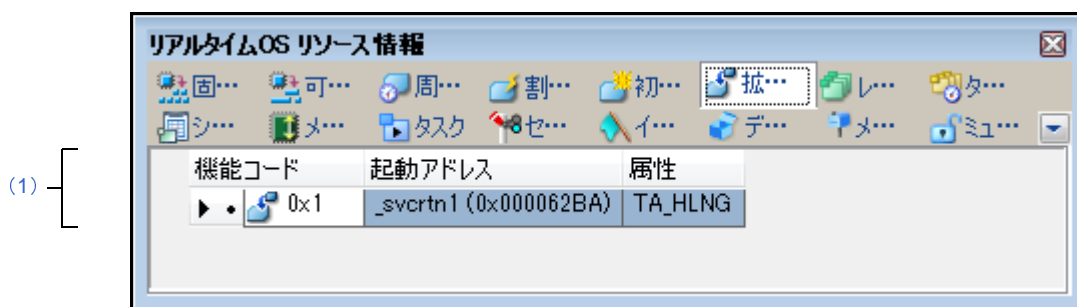 リアルタイムOS リソース情報
固… 可… 周… 割… 初… 拡… レ… タ…
シ… メ… タスク セ… イ… デ… メ… ミュ…
(1)
機能コード 起動アドレス 属性
0x1 _svcrtn1 (0x000062BA) TA_HLNG